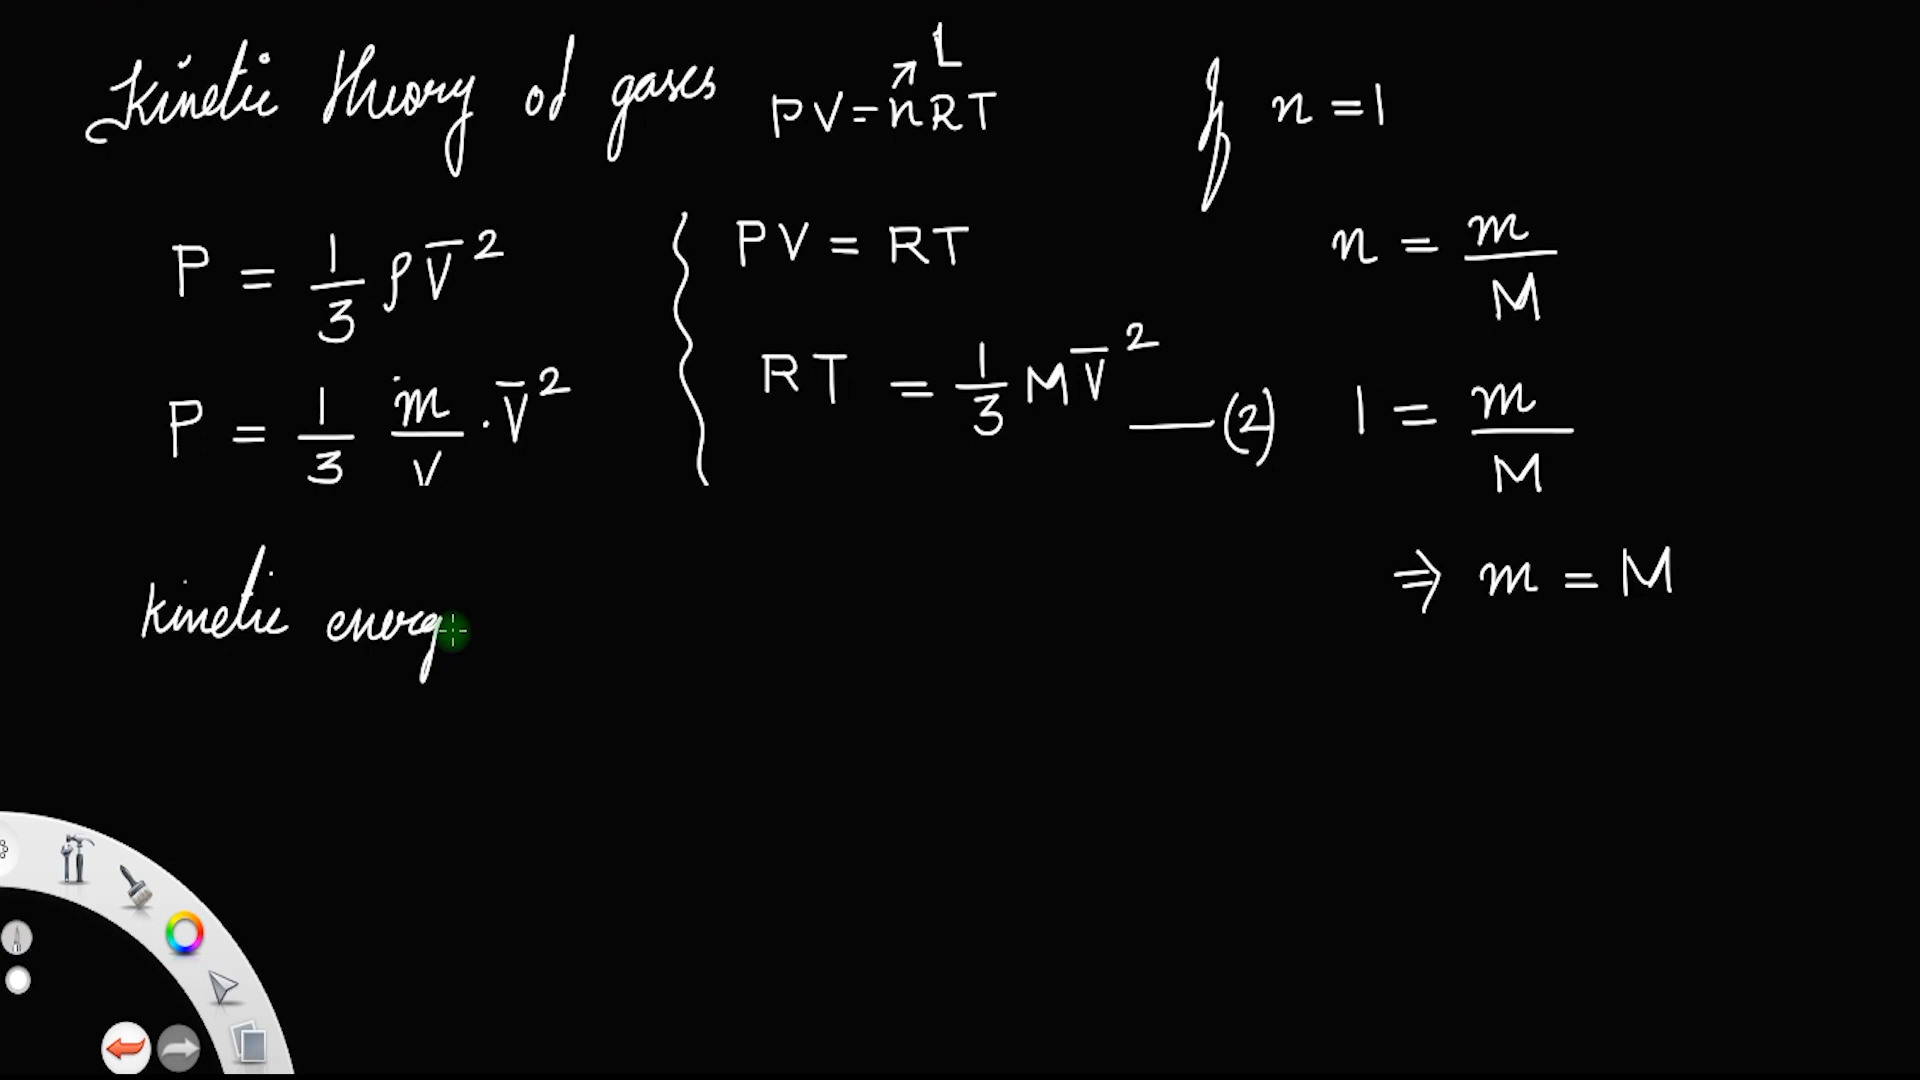 Kinetic theory of gases
PV = nRT
1
if n = 1
P = 1/3 ρV̅²
P = 1/3 m/V · V̅²
PV = RT
RT = 1/3 MV̅² —(2)
n = m/M
1 = m/M
⇒ m = M
kinetic energ